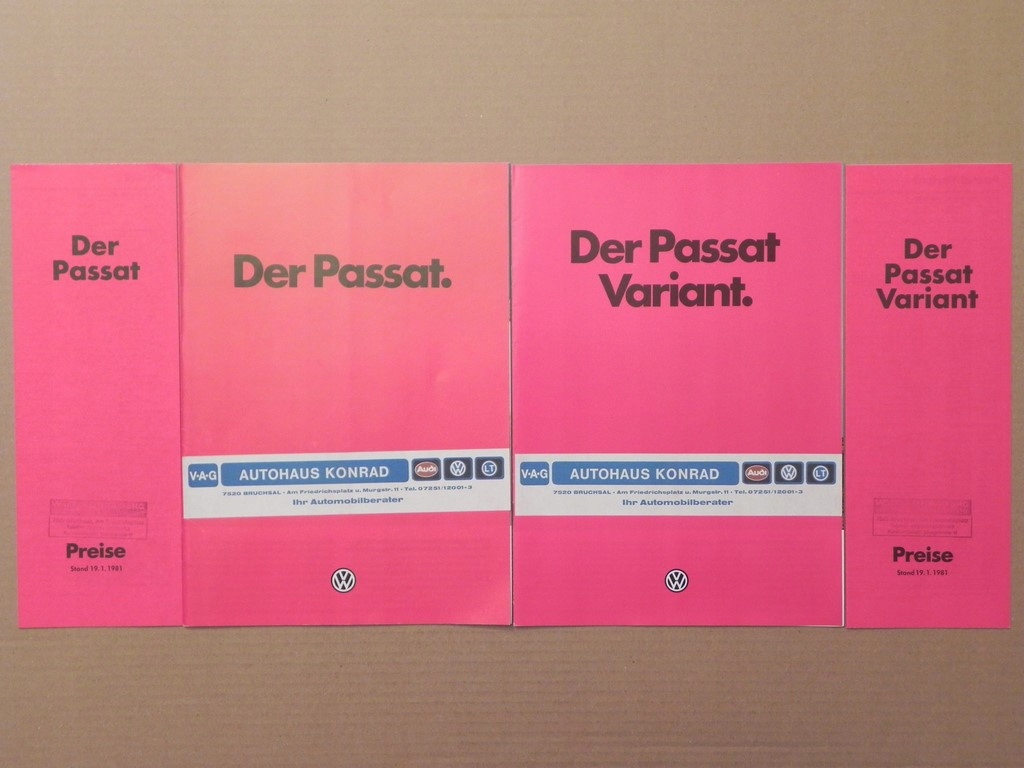 Der
Passat
Preise
Stand 19.1.1981
Der Passat.
V·A·G
AUTOHAUS KONRAD
Audi
LT
7520 BRUCHSAL · Am Friedrichsplatz u. Murgstr. 11 · Tel. 07251/12001-3
Ihr Automobilberater
Der Passat
Variant.
V·A·G
AUTOHAUS KONRAD
Audi
LT
7520 BRUCHSAL · Am Friedrichsplatz u. Murgstr. 11 · Tel. 07251/12001-3
Ihr Automobilberater
Der
Passat
Variant
Preise
Stand 19.1.1981